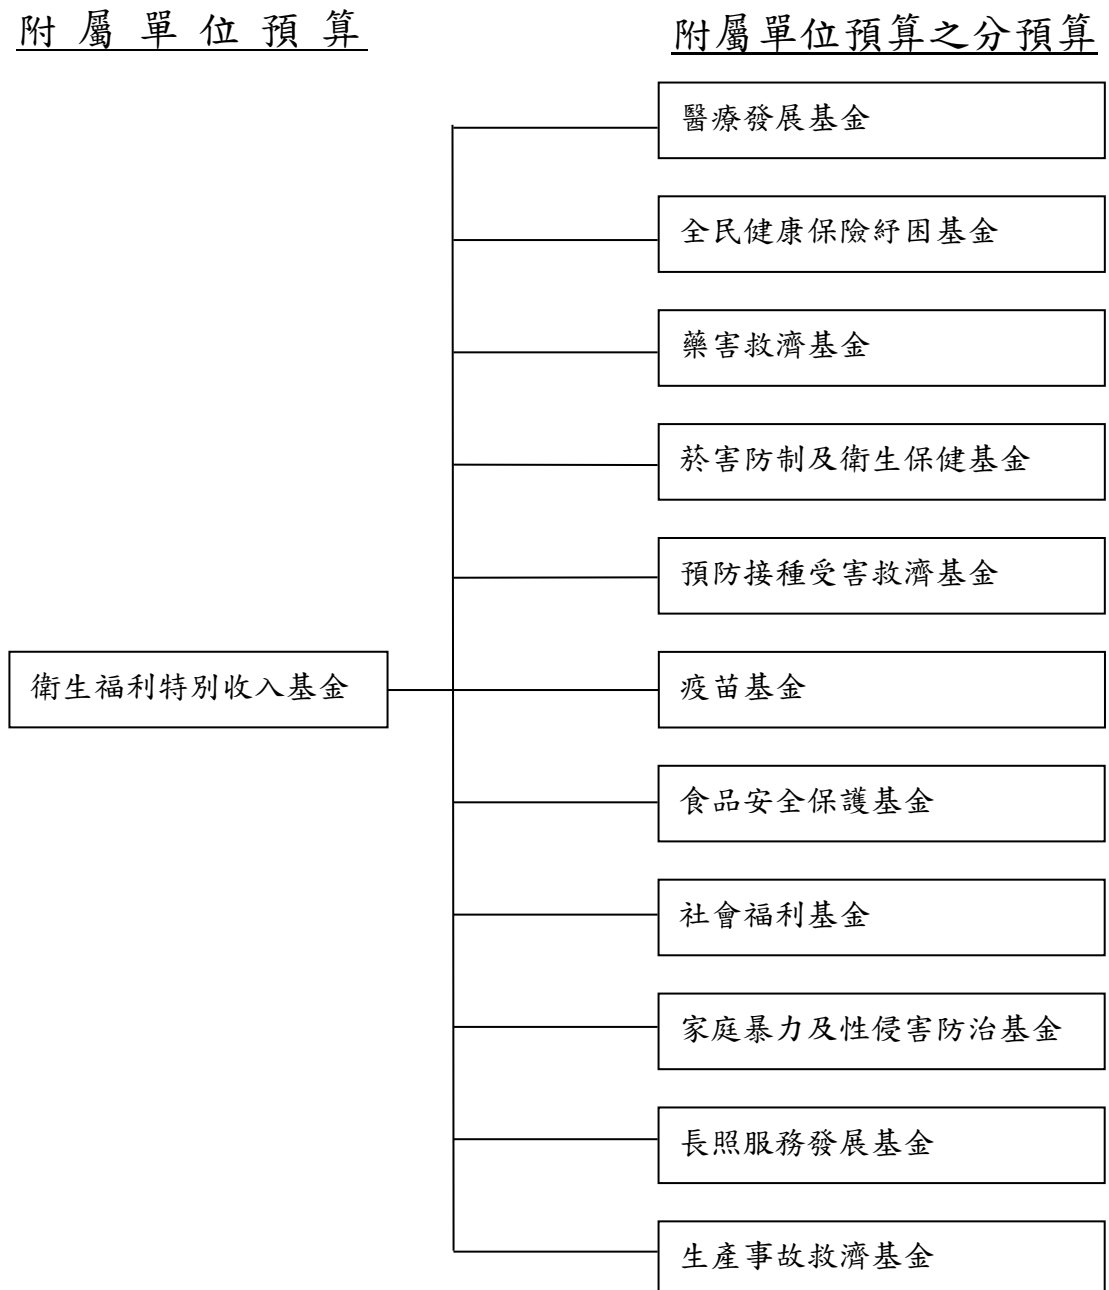 附屬單位預算
附屬單位預算之分預算
衛生福利特別收入基金
醫療發展基金
全民健康保險紓困基金
藥害救濟基金
菸害防制及衛生保健基金
預防接種受害救濟基金
疫苗基金
食品安全保護基金
社會福利基金
家庭暴力及性侵害防治基金
長照服務發展基金
生產事故救濟基金